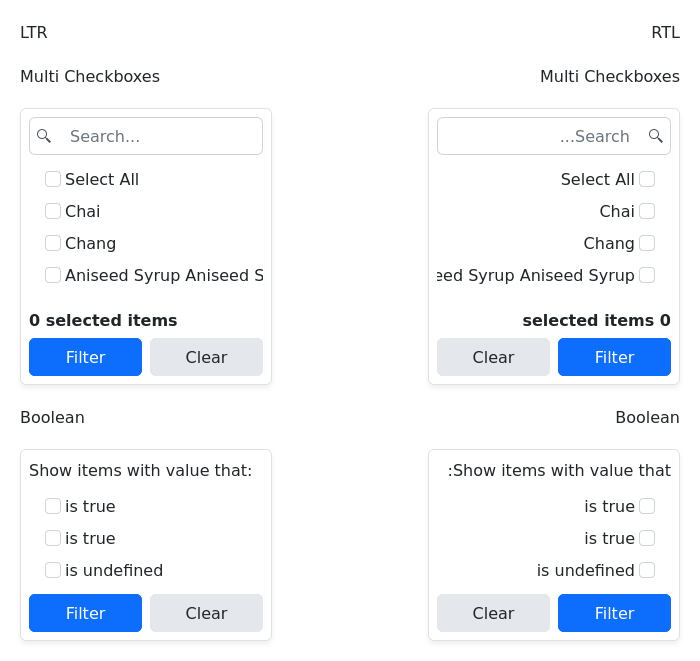 LTR
RTL
Multi Checkboxes
Multi Checkboxes
Search...
...Search
Select All
Select All
Chai
Chai
Chang
Chang
Aniseed Syrup Aniseed S
eed Syrup Aniseed Syrup
0 selected items
selected items 0
Filter
Clear
Clear
Filter
Boolean
Boolean
Show items with value that:
:Show items with value that
is true
is true
is true
is true
is undefined
is undefined
Filter
Clear
Clear
Filter